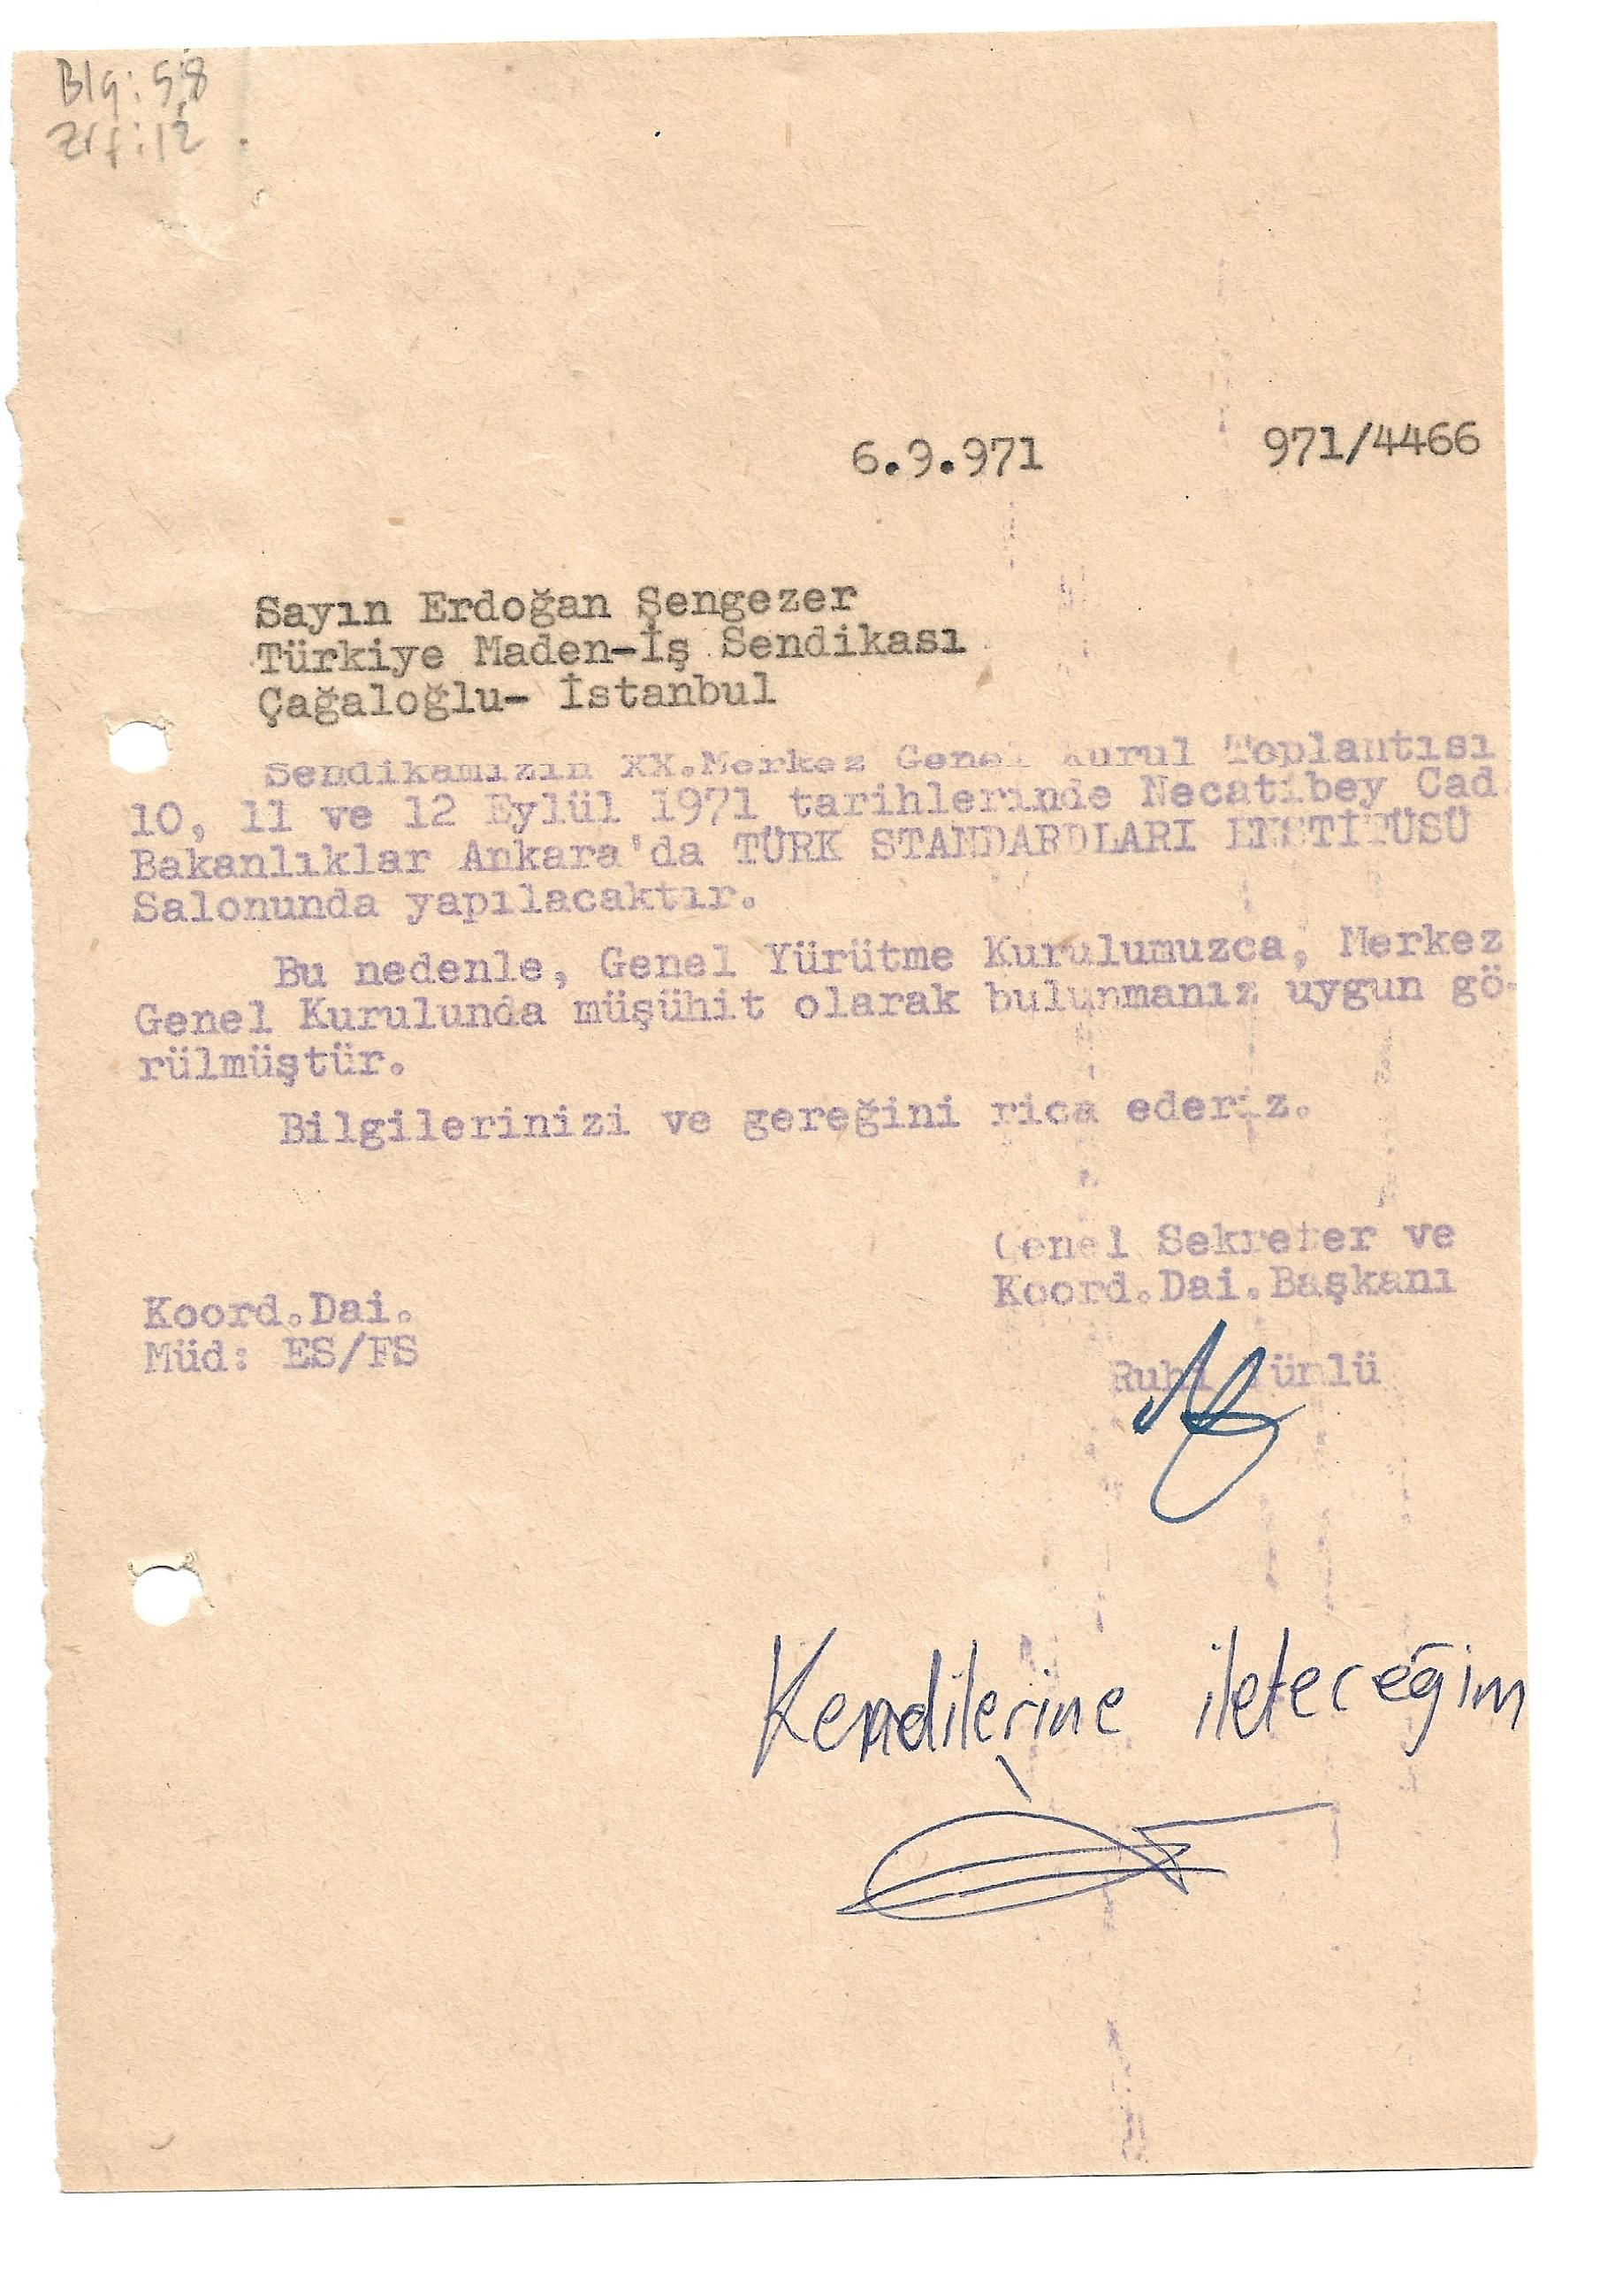 Blg: 58
Zrf: 12
6.9.971 971/4466
Sayın Erdoğan Şengezer
Türkiye Maden-İş Sendikası
Çağaloğlu- İstanbul
Sendikamızın XX.Merkez Genel Kurul Toplantısı
10, 11 ve 12 Eylül 1971 tarihlerinde Necatibey Cad.
Bakanlıklar Ankara'da TÜRK STANDARDLARI ENSTİTÜSÜ
Salonunda yapılacaktır.
Bu nedenle, Genel Yürütme Kurulumuzca, Merkez
Genel Kurulunda müşühit olarak bulunmanız uygun gö-
rülmüştür.
Bilgilerinizi ve gereğini rica ederiz.
Genel Sekreter ve
Koord.Dai.Başkanı
Koord.Dai.
Müd: ES/FS
Kendilerine ileteceğim